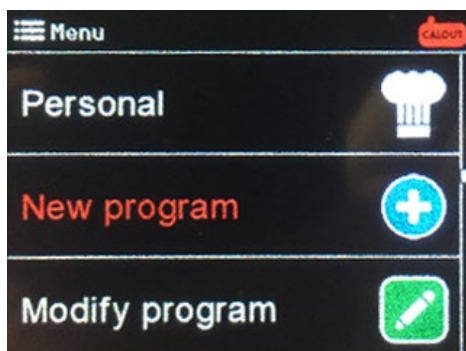 Menu
CALOUT
Personal
New program
Modify program